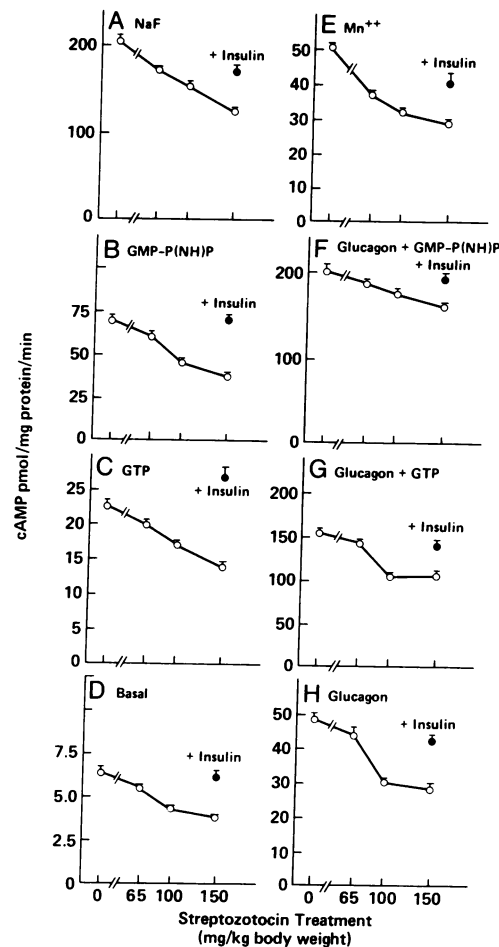 A NaF
200
100
0
+ Insulin
B GMP-P(NH)P
75
50
25
0
+ Insulin
C GTP
25
20
15
10
5
0
+ Insulin
D Basal
7.5
5.0
2.5
0
+ Insulin
0 65 100 150
E Mn++
50
40
30
20
10
0
+ Insulin
F Glucagon + GMP-P(NH)P
200
100
0
+ Insulin
G Glucagon + GTP
200
150
100
50
0
+ Insulin
H Glucagon
50
40
30
20
10
0
+ Insulin
0 65 100 150
cAMP pmol/mg protein/min
Streptozotocin Treatment
(mg/kg body weight)